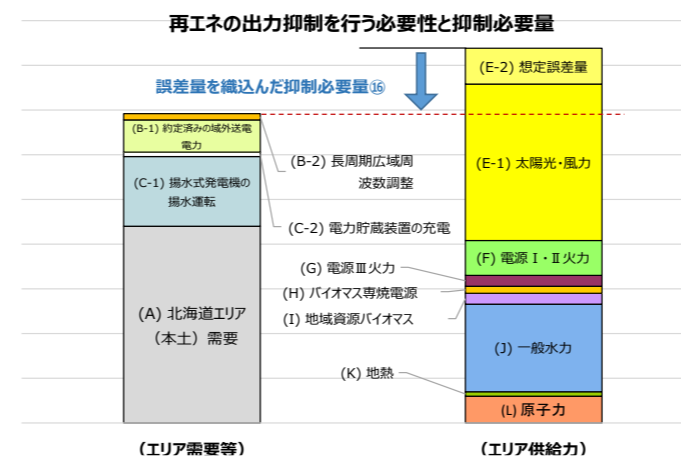 再エネの出力抑制を行う必要性と抑制必要量
誤差量を織込んだ抑制必要量⑯
(B-1) 約定済みの域外送電
電力
(C-1) 揚水式発電機の
揚水運転
(A) 北海道エリア
（本土）需要
(B-2) 長周期広域周
波数調整
(C-2) 電力貯蔵装置の充電
(G) 電源Ⅲ火力
(H) バイオマス専焼電源
(I) 地域資源バイオマス
(K) 地熱
(E-2) 想定誤差量
(E-1) 太陽光・風力
(F) 電源Ⅰ・Ⅱ火力
(J) 一般水力
(L) 原子力
（エリア需要等）
（エリア供給力）